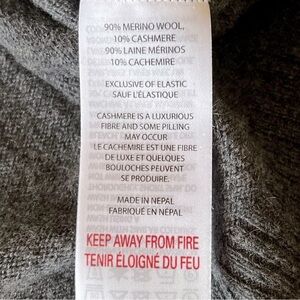 90% MERINO WOOL,
10% CASHMERE
90% LAINE MÉRINOS
10% CACHEMIRE
EXCLUSIVE OF ELASTIC
SAUF L'ÉLASTIQUE
CASHMERE IS A LUXURIOUS
FIBRE AND SOME PILLING
MAY OCCUR
LE CACHEMIRE EST UNE FIBRE
DE LUXE ET QUELQUES
BOULOCHES PEUVENT
SE PRODUIRE.
MADE IN NEPAL
FABRIQUÉ EN NÉPAL
KEEP AWAY FROM FIRE
TENIR ÉLOIGNÉ DU FEU